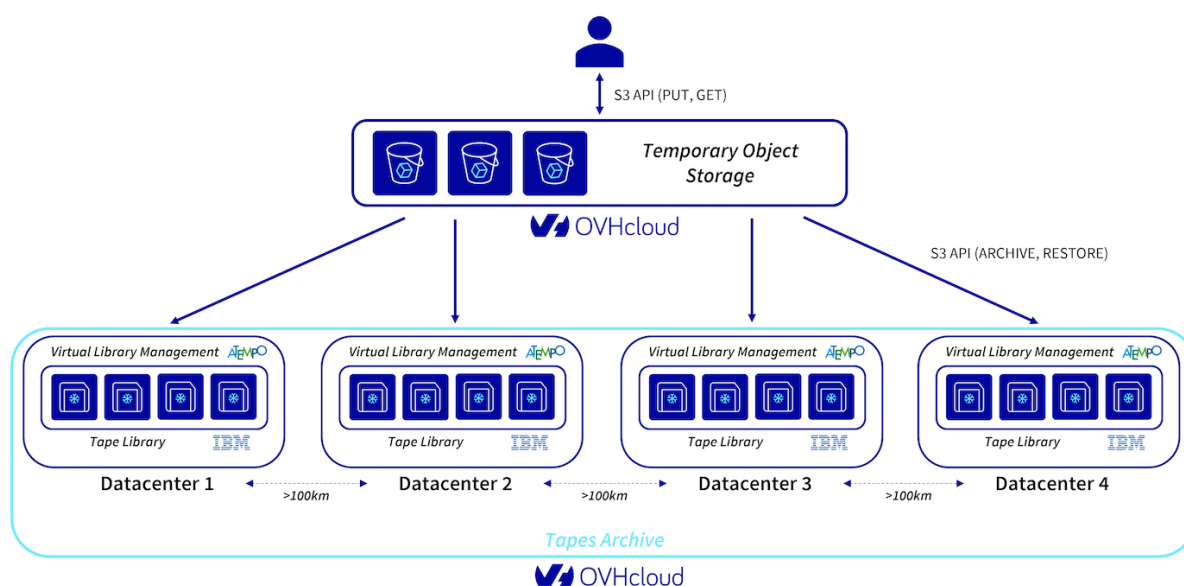 S3 API (PUT, GET)
Temporary Object
Storage
OVHcloud
S3 API (ARCHIVE, RESTORE)
Virtual Library Management ATEMPO
Virtual Library Management ATEMPO
Virtual Library Management ATEMPO
Virtual Library Management ATEMPO
Tape Library IBM
Tape Library IBM
Tape Library IBM
Tape Library IBM
Datacenter 1 >100km Datacenter 2 >100km Datacenter 3 >100km Datacenter 4
Tapes Archive
OVHcloud